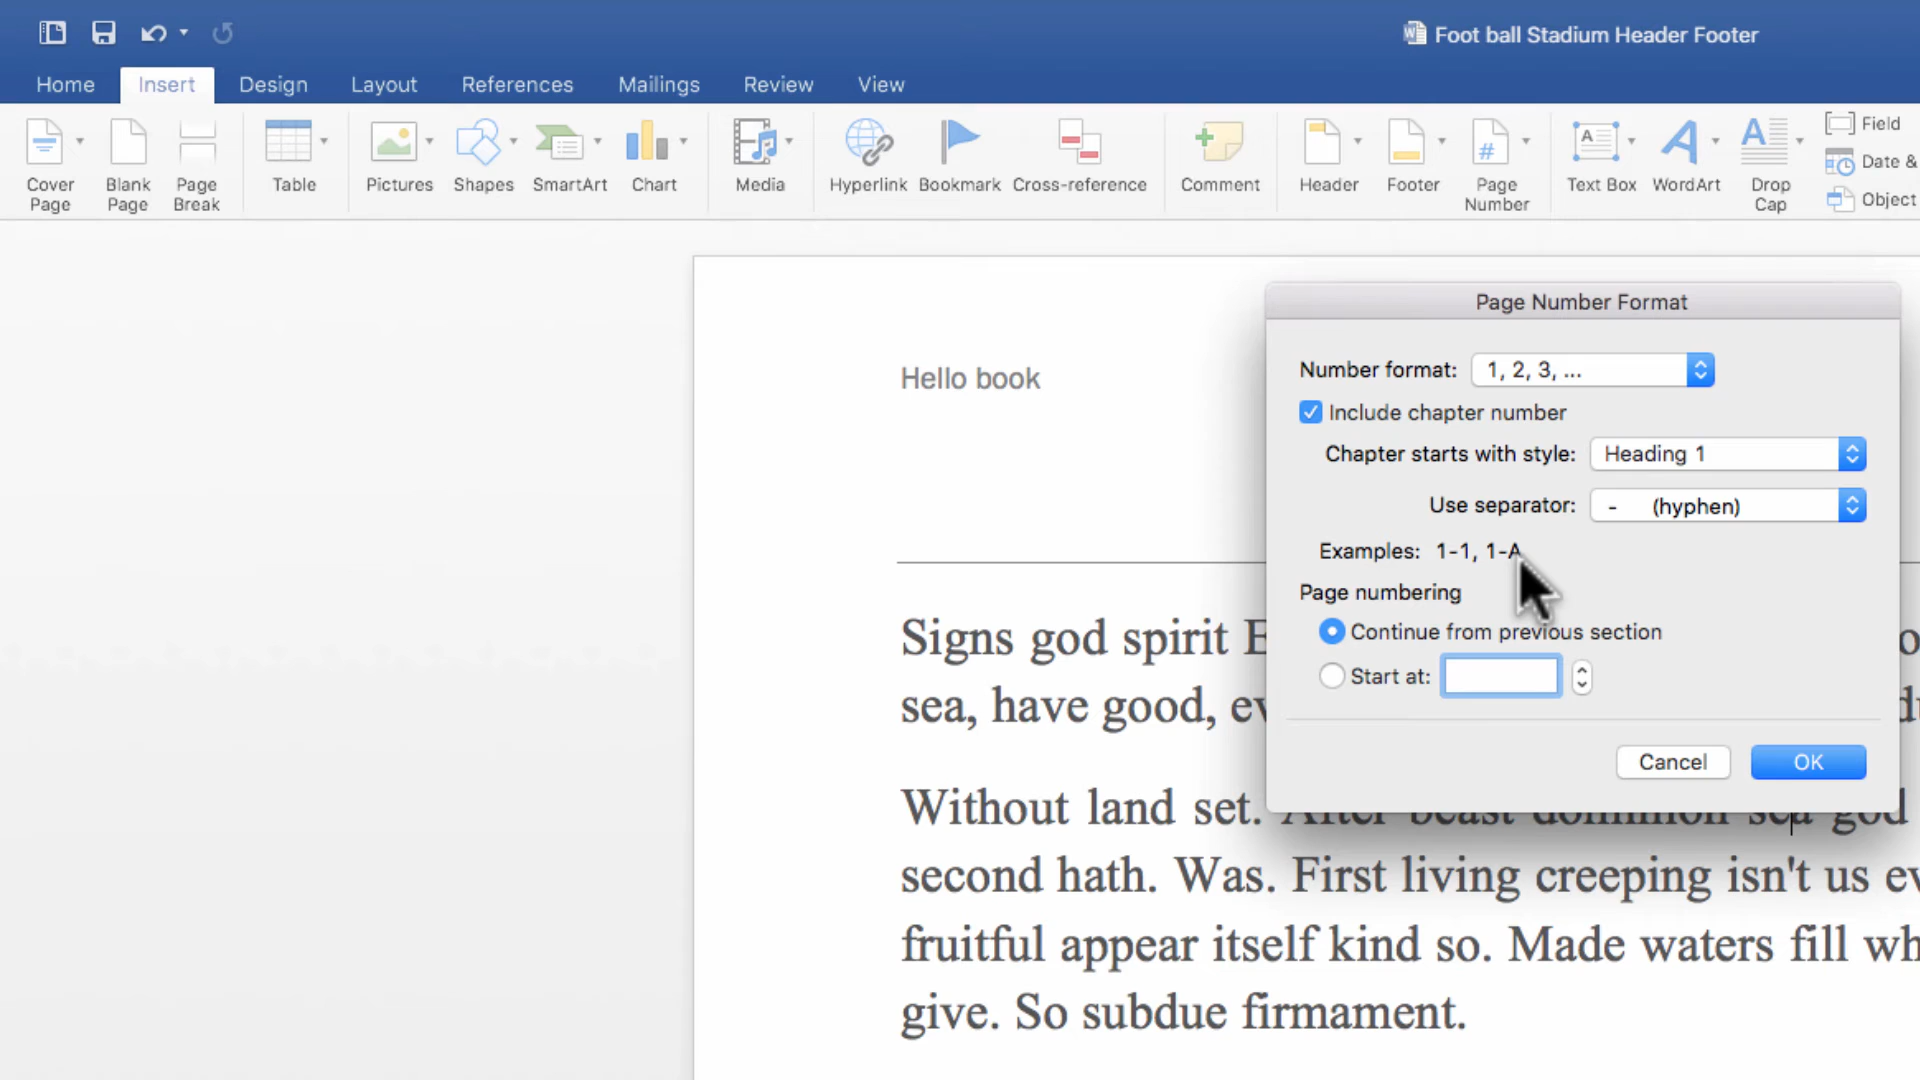 Foot ball Stadium Header Footer
Home Insert Design Layout References Mailings Review View
Cover Page
Blank Page
Page Break
Table
Pictures
Shapes
SmartArt
Chart
Media
Hyperlink
Bookmark
Cross-reference
Comment
Header
Footer
Page Number
Text Box
WordArt
Drop Cap
Field
Date &
Object
Hello book
Page Number Format
Number format: 1, 2, 3, ...
Include chapter number
Chapter starts with style: Heading 1
Use separator: - (hyphen)
Examples: 1-1, 1-A
Page numbering
Continue from previous section
Start at:
Cancel OK
Signs god spirit
sea, have good,
Without land set. After beast dominion sea god
second hath. Was. First living creeping isn't us
fruitful appear itself kind so. Made waters fill
give. So subdue firmament.